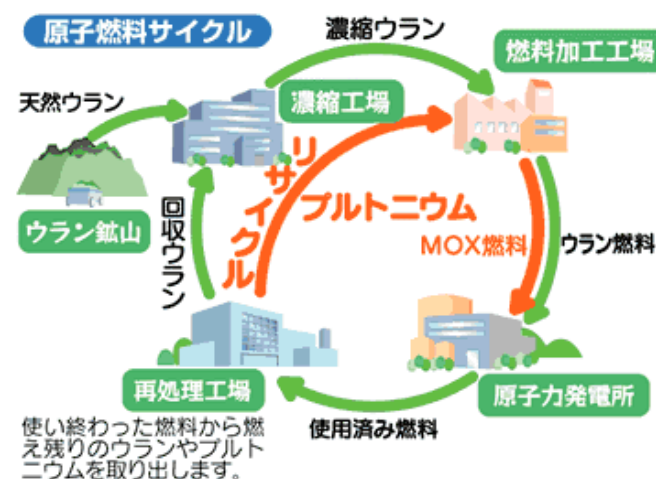 原子燃料サイクル
濃縮ウラン
燃料加工工場
天然ウラン
濃縮工場
リサイクル
プルトニウム
ウラン鉱山
回収ウラン
MOX燃料
ウラン燃料
再処理工場
原子力発電所
使用済み燃料
使い終わった燃料から燃
え残りのウランやプルト
ニウムを取り出します。